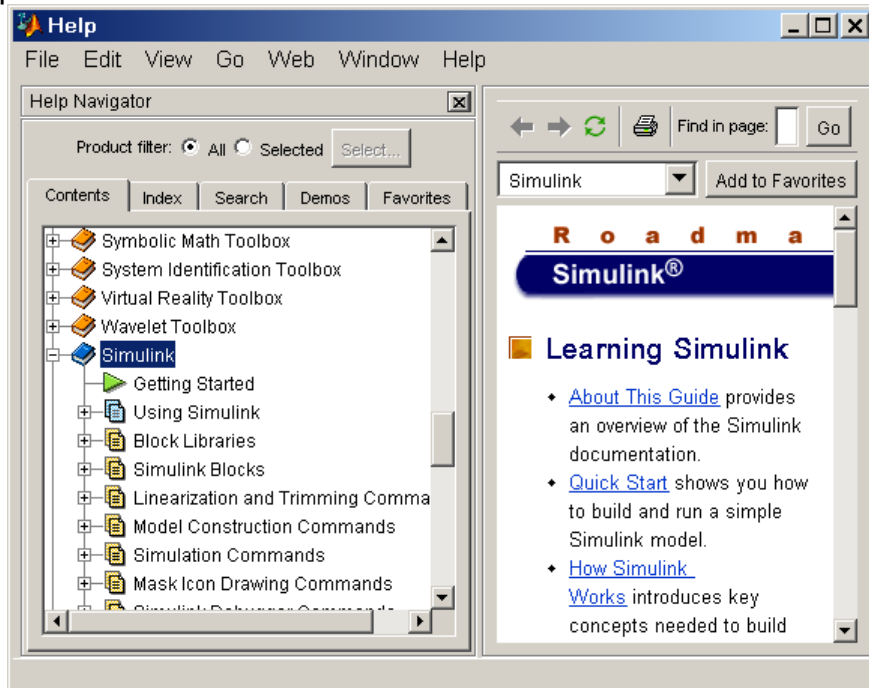 Help
File Edit View Go Web Window Help
Help Navigator
Product filter: All Selected Select...
Contents Index Search Demos Favorites
Symbolic Math Toolbox
System Identification Toolbox
Virtual Reality Toolbox
Wavelet Toolbox
Simulink
Getting Started
Using Simulink
Block Libraries
Simulink Blocks
Linearization and Trimming Comma
Model Construction Commands
Simulation Commands
Mask Icon Drawing Commands
Simulink Debugger Commands
Find in page: Go
Simulink Add to Favorites
R o a d m a
Simulink®
Learning Simulink
• About This Guide provides
an overview of the Simulink
documentation.
• Quick Start shows you how
to build and run a simple
Simulink model.
• How Simulink
Works introduces key
concepts needed to build